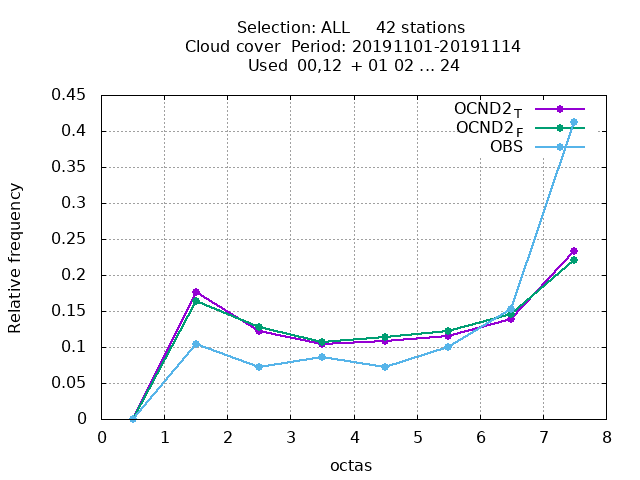 Selection: ALL 42 stations
Cloud cover Period: 20191101-20191114
Used 00,12 + 01 02 ... 24
OCND2_T
OCND2_F
OBS
0.45
0.4
0.35
0.3
0.25
0.2
0.15
0.1
0.05
0
Relative frequency
0 1 2 3 4 5 6 7 8
octas